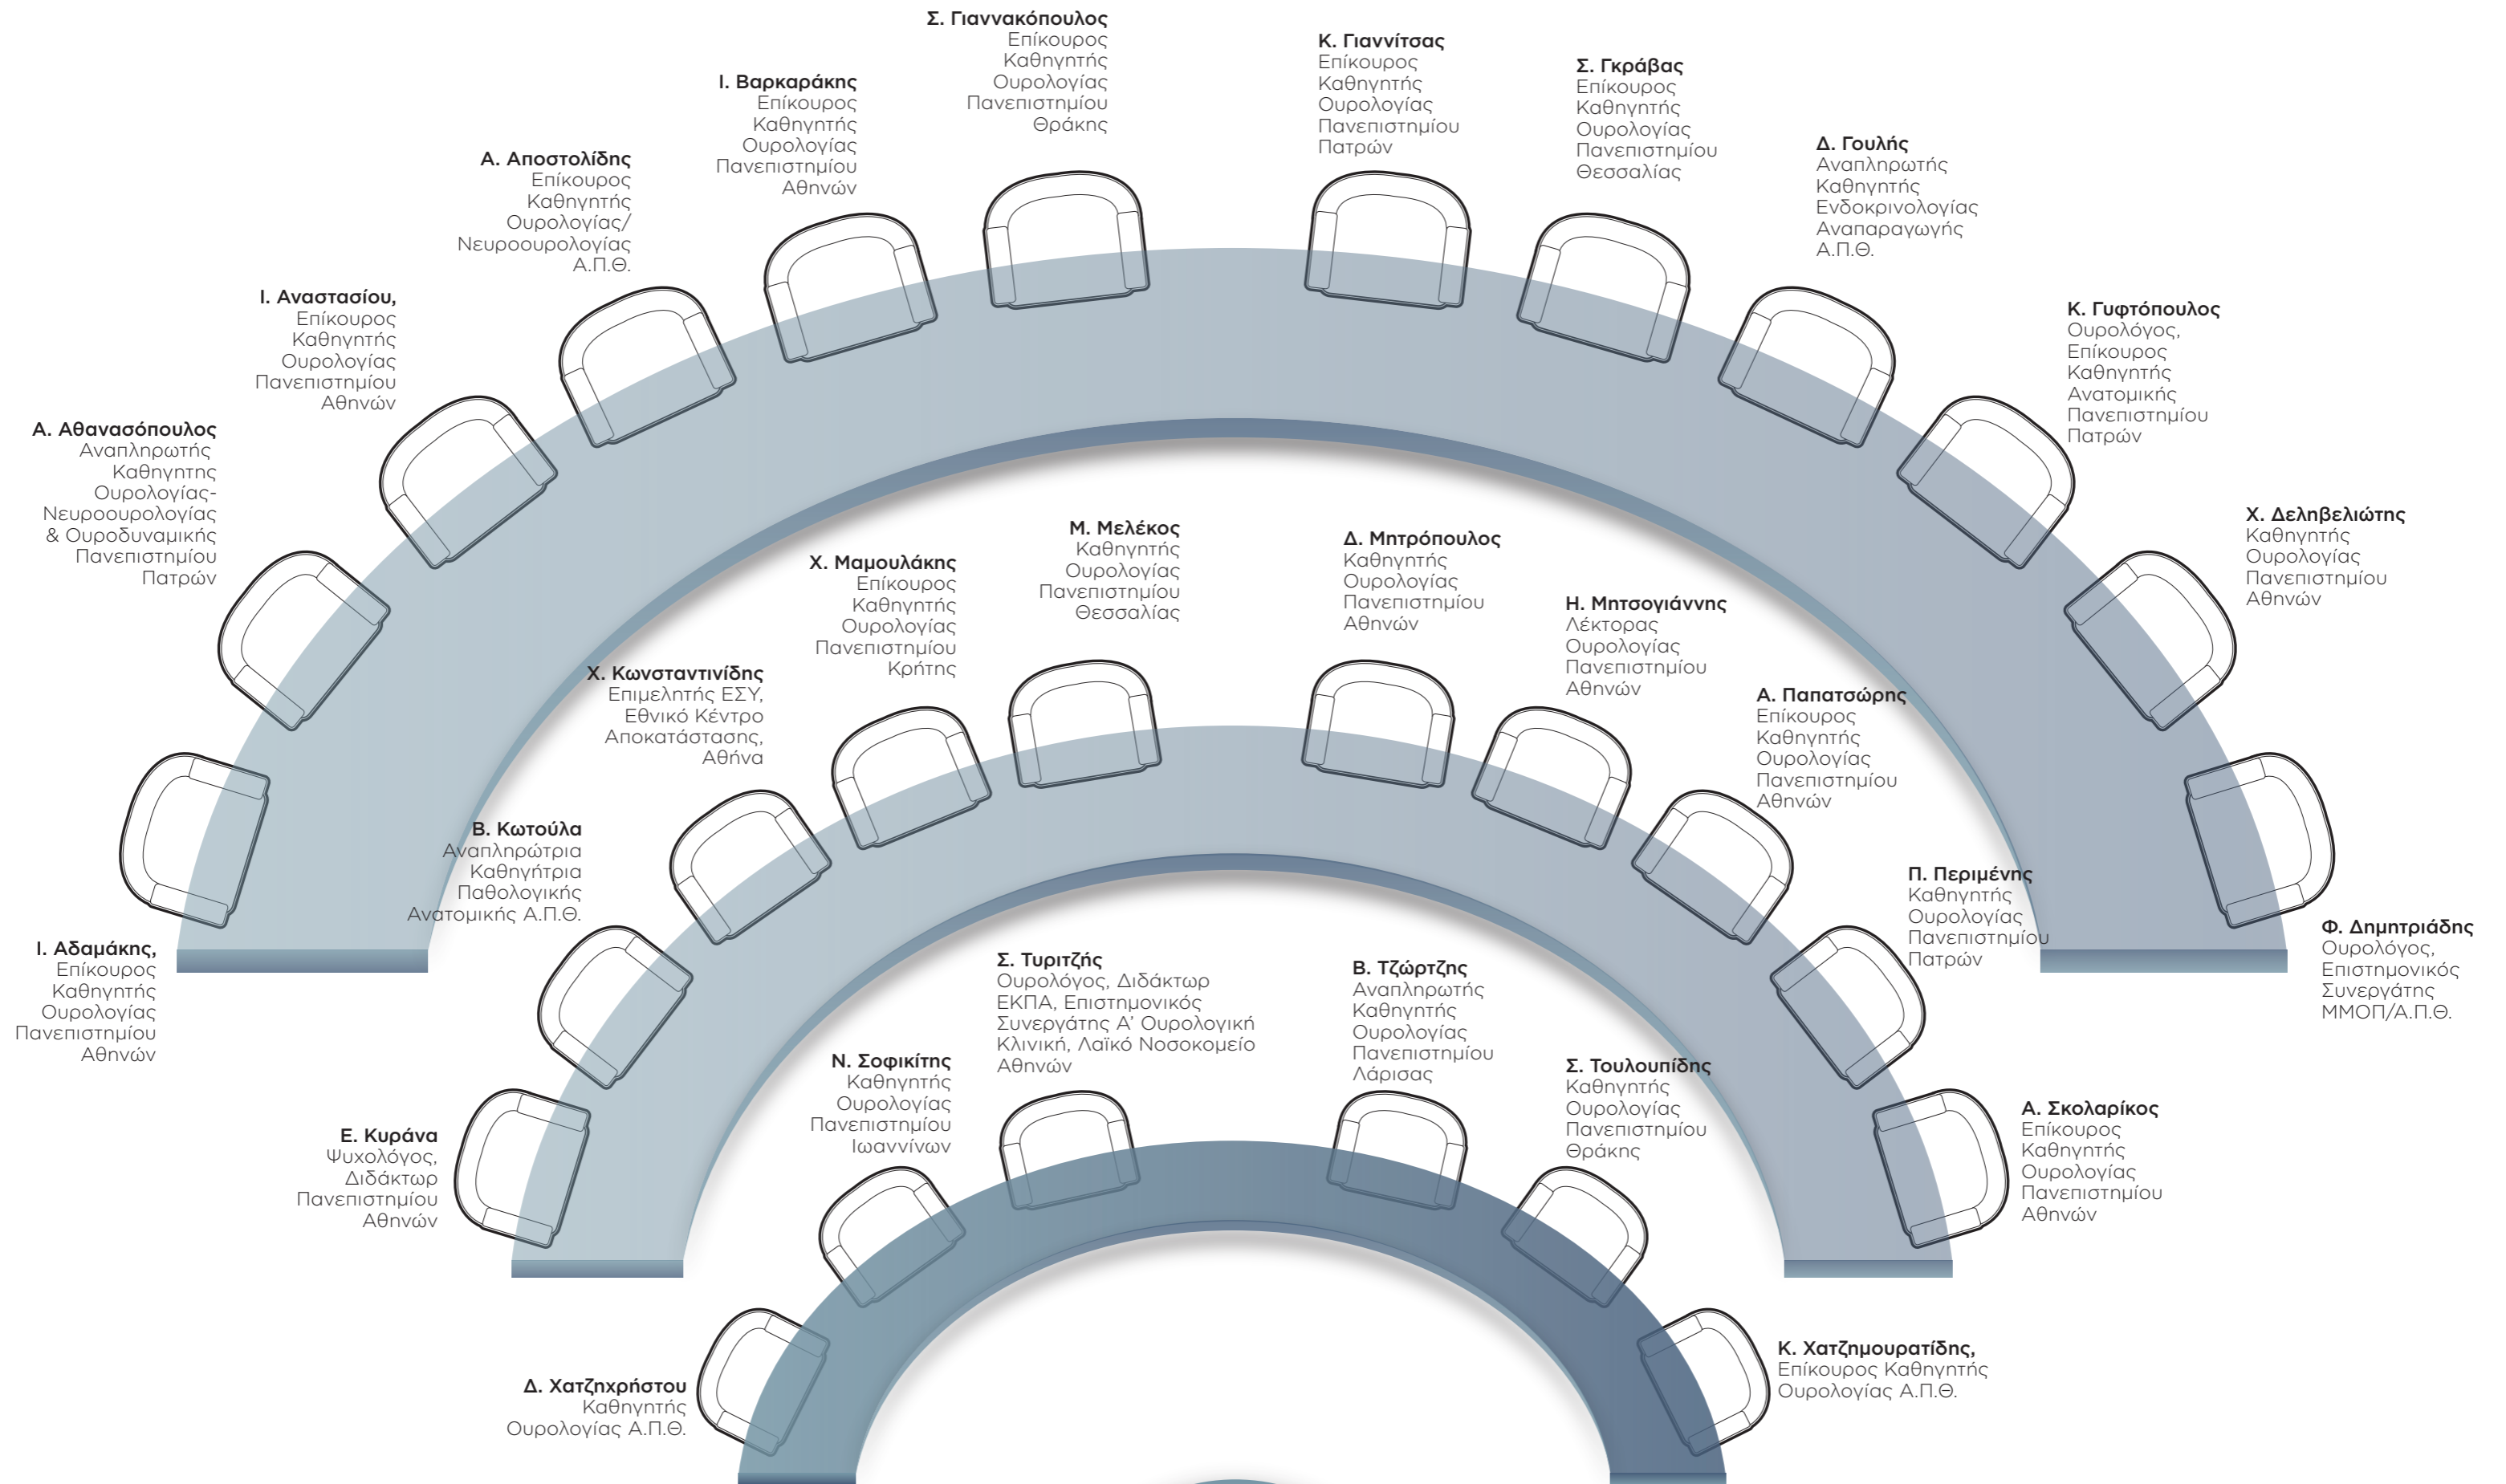 Σ. Γιαννακόπουλος
Επίκουρος
Καθηγητής
Ουρολογίας
Πανεπιστημίου
Θράκης
Κ. Γιαννίτσας
Επίκουρος
Καθηγητής
Ουρολογίας
Πανεπιστημίου
Πατρών
Σ. Γκράβας
Επίκουρος
Καθηγητής
Ουρολογίας
Πανεπιστημίου
Θεσσαλίας
Ι. Βαρκαράκης
Επίκουρος
Καθηγητής
Ουρολογίας
Πανεπιστημίου
Αθηνών
Δ. Γουλής
Αναπληρωτής
Καθηγητής
Ενδοκρινολογίας
Αναπαραγωγής
Α.Π.Θ.
Α. Αποστολίδης
Επίκουρος
Καθηγητής
Ουρολογίας/
Νευροουρολογίας
Α.Π.Θ.
Ι. Αναστασίου,
Επίκουρος
Καθηγητής
Ουρολογίας
Πανεπιστημίου
Αθηνών
Κ. Γυφτόπουλος
Ουρολόγος,
Επίκουρος
Καθηγητής
Ανατομικής
Πανεπιστημίου
Πατρών
Α. Αθανασόπουλος
Αναπληρωτής
Καθηγητης
Ουρολογίας-
Νευροουρολογίας
& Ουροδυναμικής
Πανεπιστημίου
Πατρών
Χ. Δεληβελιώτης
Καθηγητής
Ουρολογίας
Πανεπιστημίου
Αθηνών
Μ. Μελέκος
Καθηγητής
Ουρολογίας
Πανεπιστημίου
Θεσσαλίας
Δ. Μητρόπουλος
Καθηγητής
Ουρολογίας
Πανεπιστημίου
Αθηνών
Χ. Μαμουλάκης
Επίκουρος
Καθηγητής
Ουρολογίας
Πανεπιστημίου
Κρήτης
Η. Μητσογιάννης
Λέκτορας
Ουρολογίας
Πανεπιστημίου
Αθηνών
Χ. Κωνσταντινίδης
Επιμελητής ΕΣΥ,
Εθνικό Κέντρο
Αποκατάστασης,
Αθήνα
Α. Παπατσώρης
Επίκουρος
Καθηγητής
Ουρολογίας
Πανεπιστημίου
Αθηνών
Β. Κωτούλα
Αναπληρώτρια
Καθηγήτρια
Παθολογικής
Ανατομικής Α.Π.Θ.
Π. Περιμένης
Καθηγητής
Ουρολογίας
Πανεπιστημίου
Πατρών
Ι. Αδαμάκης,
Επίκουρος
Καθηγητής
Ουρολογίας
Πανεπιστημίου
Αθηνών
Φ. Δημητριάδης
Ουρολόγος,
Επιστημονικός
Συνεργάτης
ΜΜΟΠ/Α.Π.Θ.
Σ. Τυριτζής
Ουρολόγος, Διδάκτωρ
ΕΚΠΑ, Επιστημονικός
Συνεργάτης Α’ Ουρολογική
Κλινική, Λαϊκό Νοσοκομείο
Αθηνών
Β. Τζώρτζης
Αναπληρωτής
Καθηγητής
Ουρολογίας
Πανεπιστημίου
Λάρισας
Ν. Σοφικίτης
Καθηγητής
Ουρολογίας
Πανεπιστημίου
Ιωαννίνων
Σ. Τουλουπίδης
Καθηγητής
Ουρολογίας
Πανεπιστημίου
Θράκης
Ε. Κυράνα
Ψυχολόγος,
Διδάκτωρ
Πανεπιστημίου
Αθηνών
Α. Σκολαρίκος
Επίκουρος
Καθηγητής
Ουρολογίας
Πανεπιστημίου
Αθηνών
Δ. Χατζηχρήστου
Καθηγητής
Ουρολογίας Α.Π.Θ.
Κ. Χατζημουρατίδης,
Επίκουρος Καθηγητής
Ουρολογίας Α.Π.Θ.